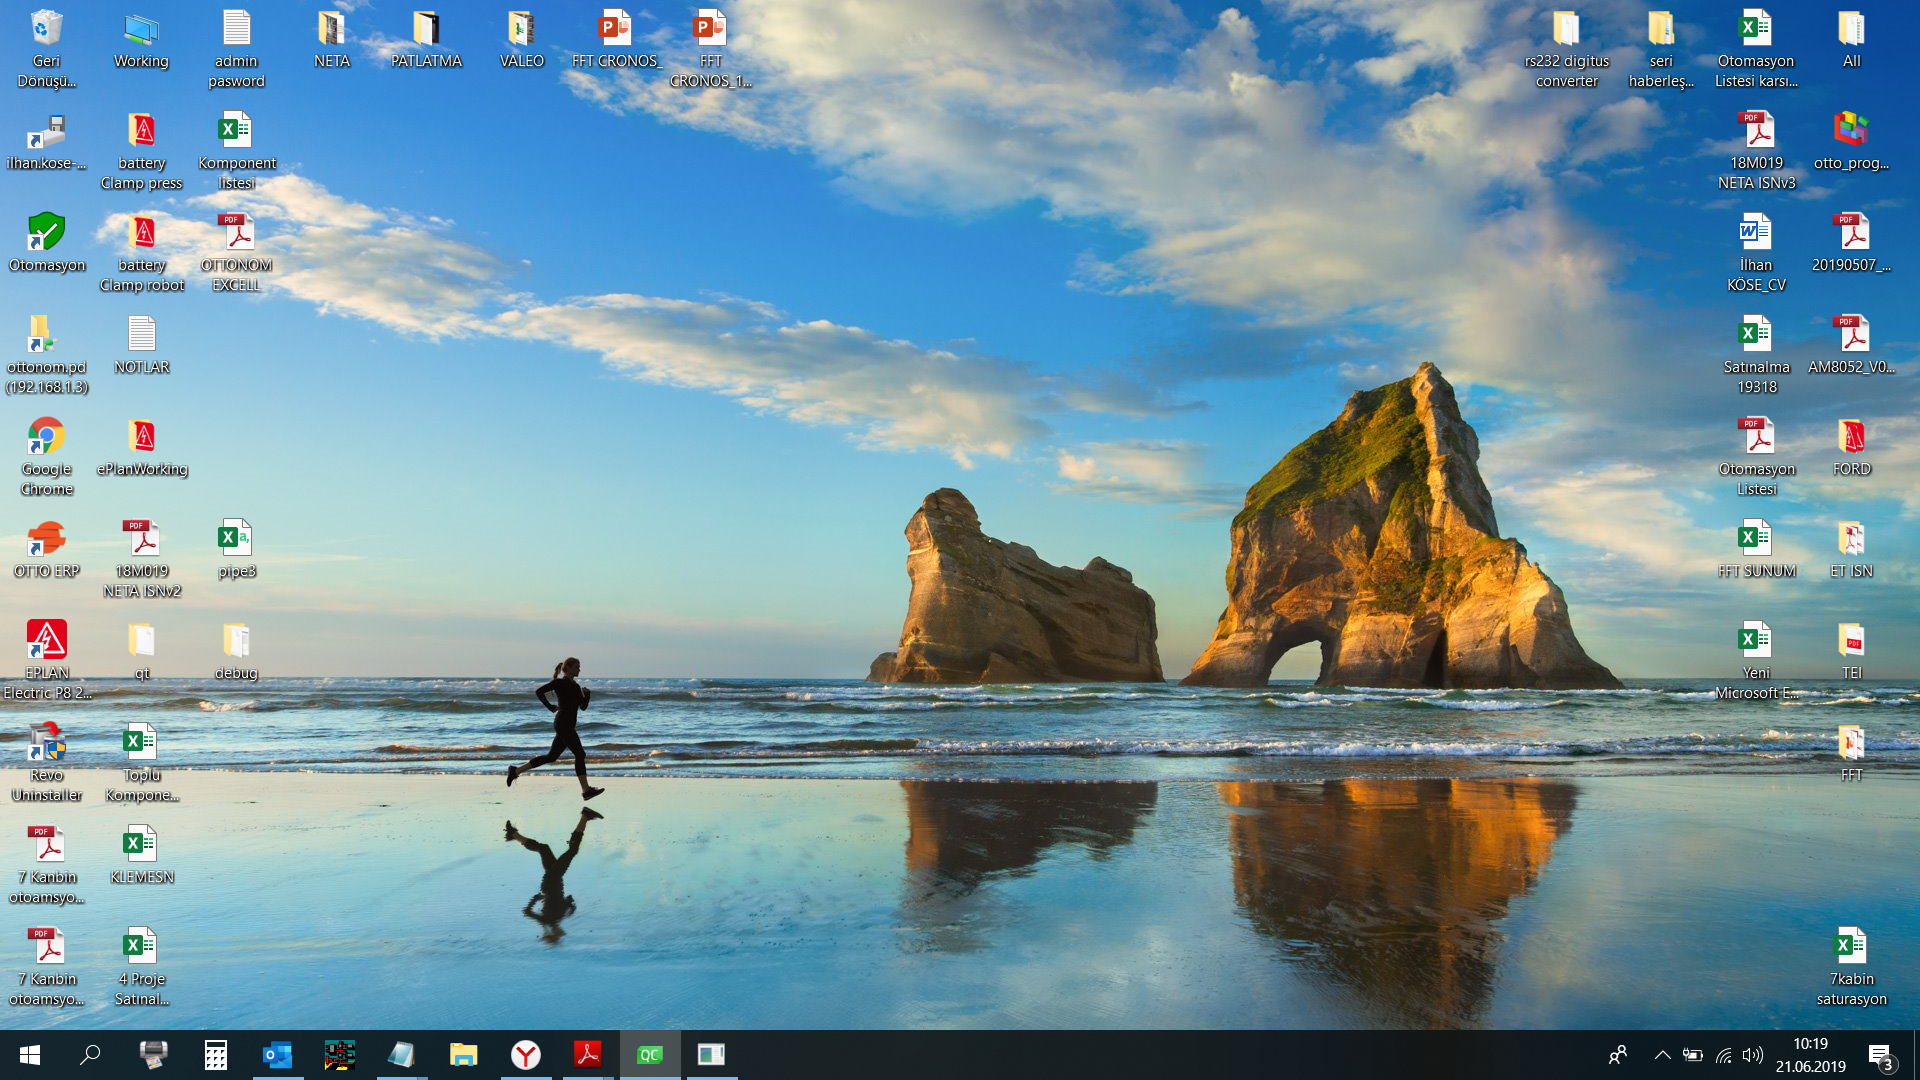 Geri
Dönüşü...
Working
admin
pasword
NETA
PATLATMA
VALEO
FFT CRONOS_
FFT
CRONOS_1...
rs232 digitus
converter
seri
haberleş...
Otomasyon
Listesi karsı...
All
ilhan.kose-...
battery
Clamp press
Komponent
listesi
18M019
NETA ISNv3
otto_prog...
Otomasyon
battery
Clamp robot
OTTONOM
EXCELL
İlhan
KÖSE_CV
20190507_...
ottonom.pd
(192.168.1.3)
NOTLAR
Satınalma
19318
AM8052_V0...
Google
Chrome
ePlanWorking
Otomasyon
Listesi
FORD
OTTO ERP
18M019
NETA ISNv2
pipe3
FFT SUNUM
ET ISN
EPLAN
Electric P8 2...
qt
debug
Yeni
Microsoft E...
TEI
Revo
Uninstaller
Toplu
Kompone...
FFT
7 Kanbin
otoamsyo...
KLEMESN
7 Kanbin
otoamsyo...
4 Proje
Satınal...
7kabin
saturasyon
QC
10:19
21.06.2019
3